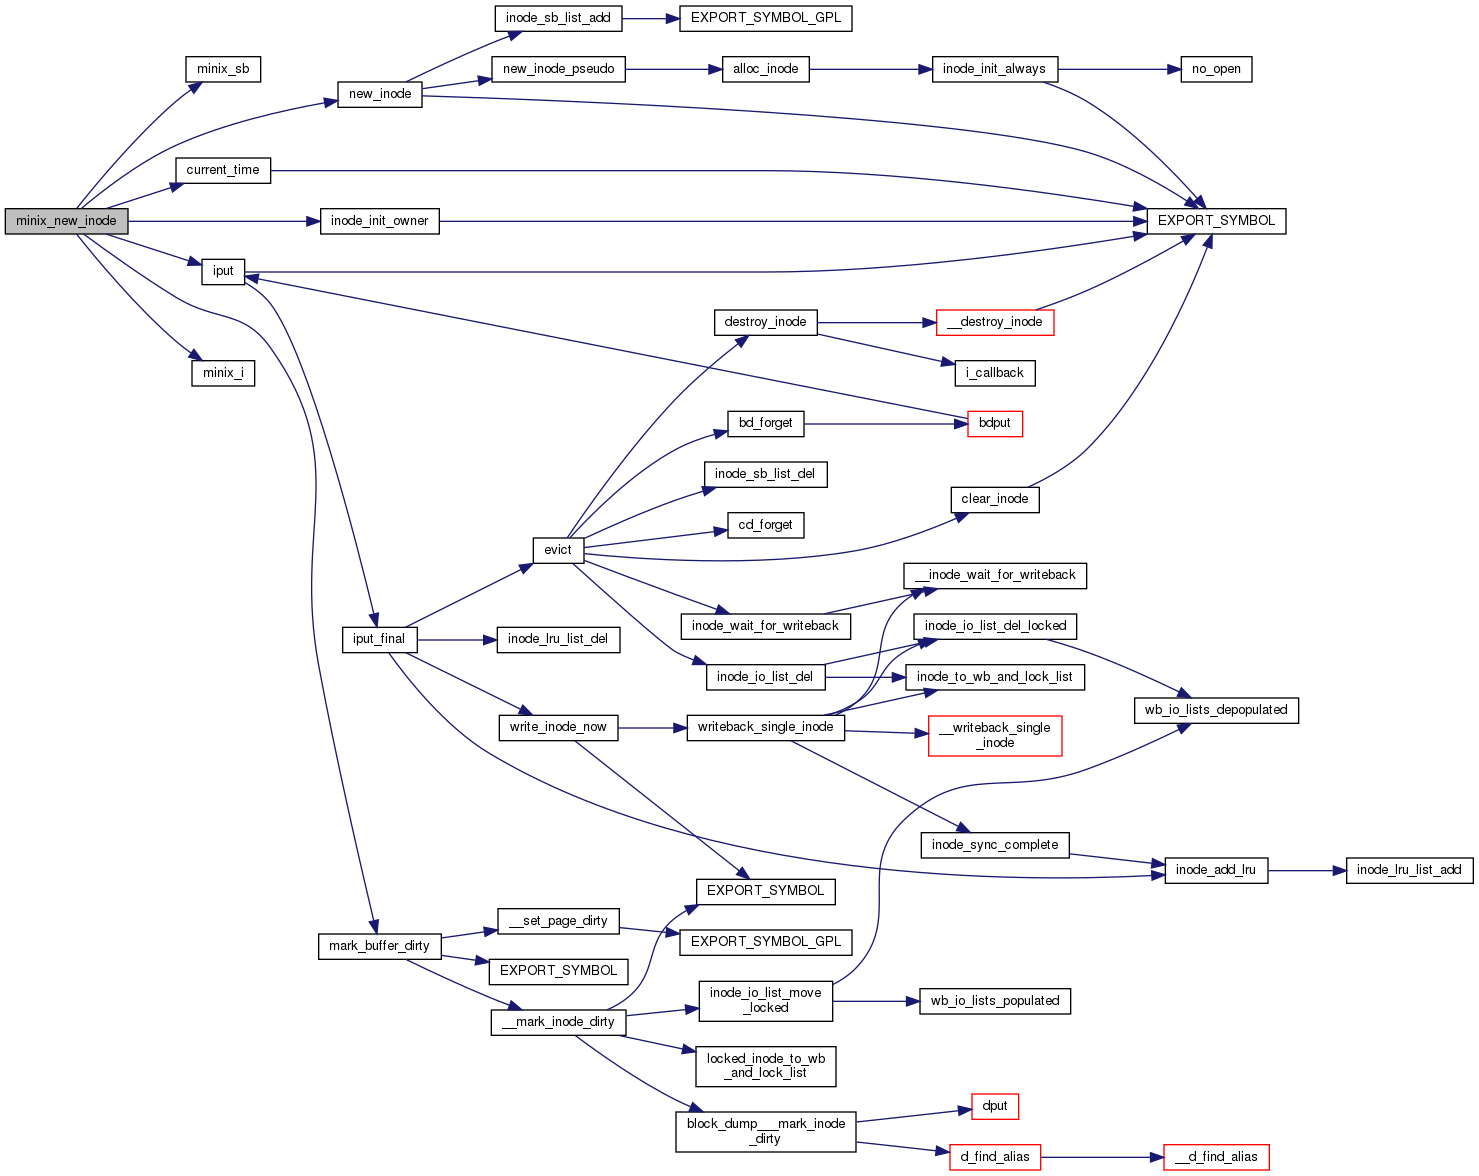 inode_sb_list_add
EXPORT_SYMBOL_GPL
minix_sb
new_inode
new_inode_pseudo
alloc_inode
inode_init_always
no_open
current_time
minix_new_inode
inode_init_owner
EXPORT_SYMBOL
iput
minix_i
destroy_inode
__destroy_inode
i_callback
bd_forget
bdput
inode_sb_list_del
clear_inode
cd_forget
evict
__inode_wait_for_writeback
iput_final
inode_lru_list_del
inode_wait_for_writeback
inode_io_list_del_locked
inode_io_list_del
inode_to_wb_and_lock_list
wb_io_lists_depopulated
write_inode_now
writeback_single_inode
__writeback_single
_inode
inode_sync_complete
inode_add_lru
inode_lru_list_add
EXPORT_SYMBOL
mark_buffer_dirty
__set_page_dirty
EXPORT_SYMBOL_GPL
EXPORT_SYMBOL
__mark_inode_dirty
inode_io_list_move
_locked
wb_io_lists_populated
locked_inode_to_wb
_and_lock_list
block_dump___mark_inode
_dirty
dput
d_find_alias
__d_find_alias